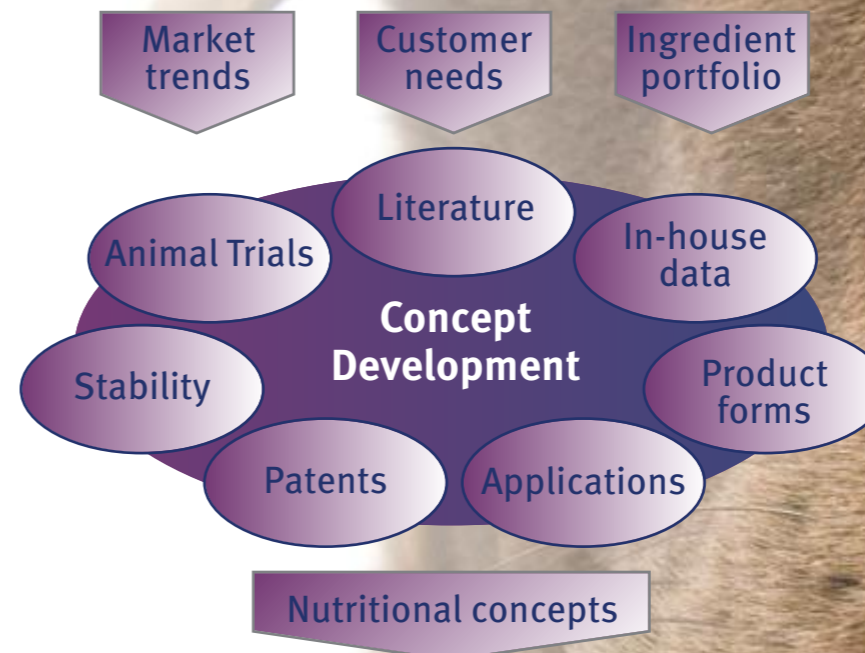 Market
trends
Customer
needs
Ingredient
portfolio
Literature
Animal Trials
In-house
data
Concept
Development
Stability
Product
forms
Patents
Applications
Nutritional concepts